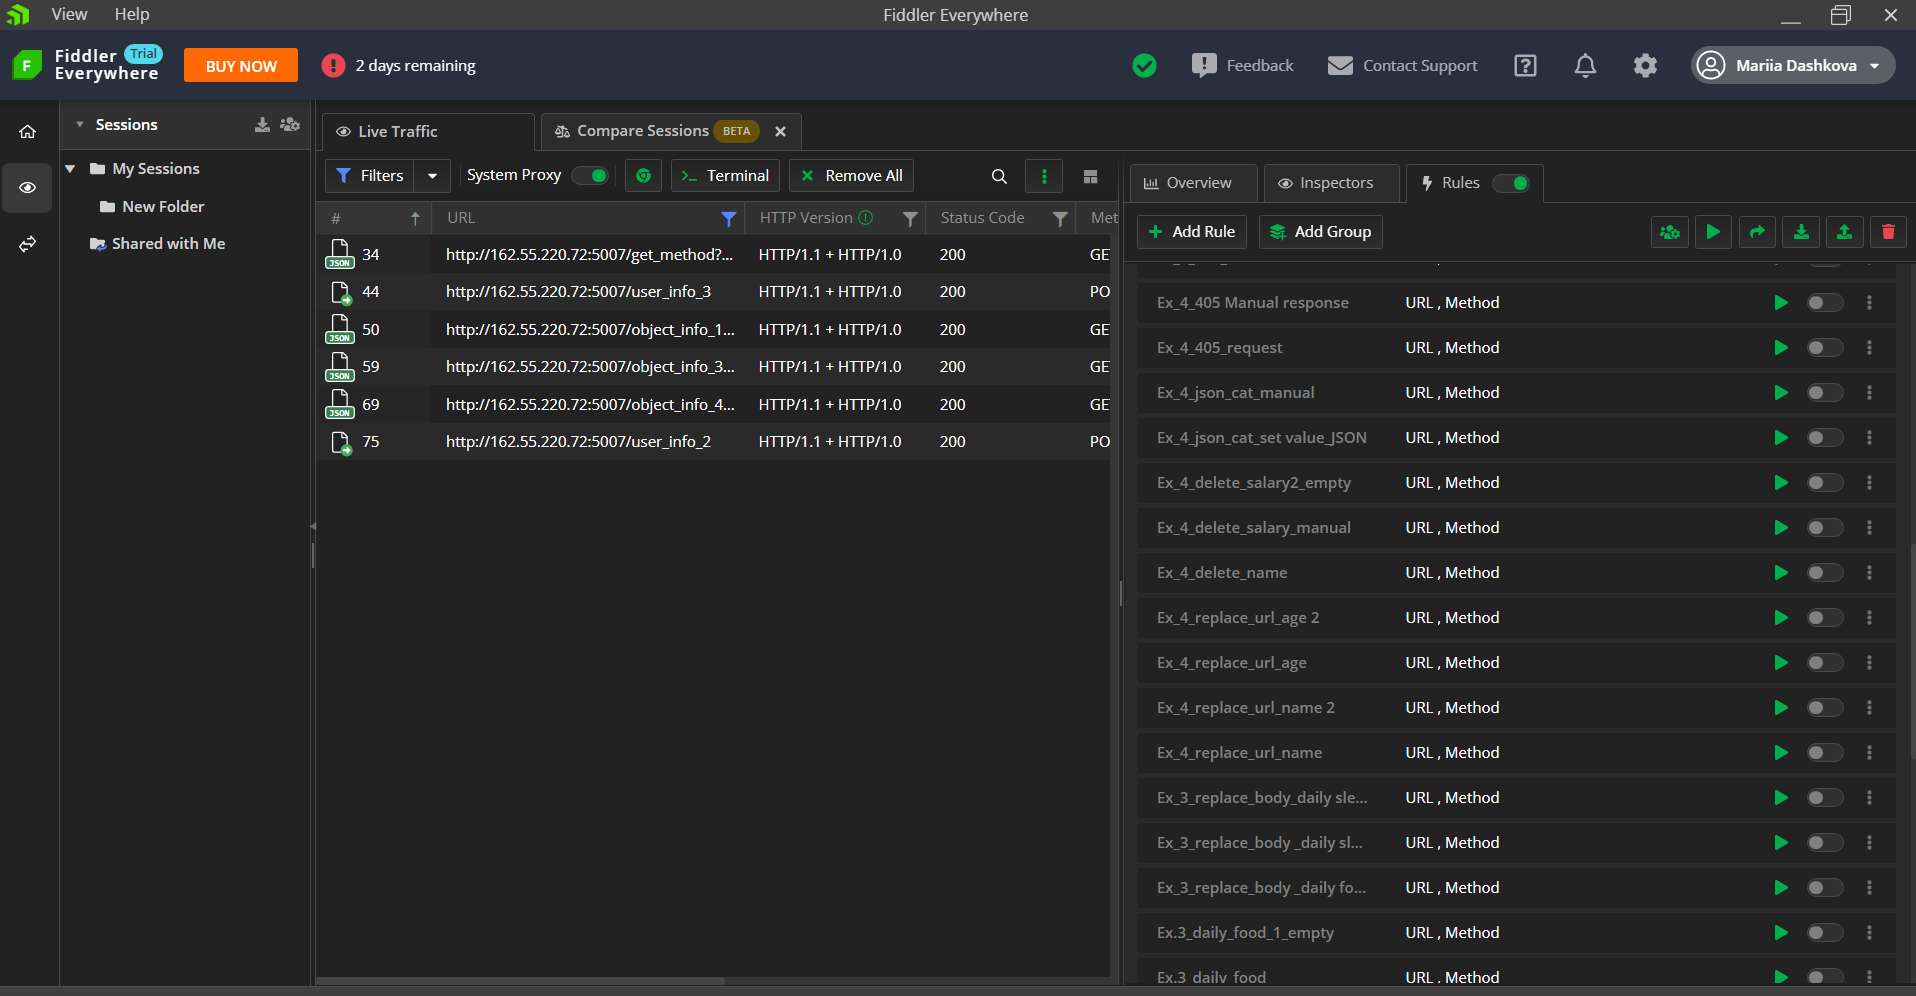 View Help Fiddler Everywhere
Fiddler Everywhere Trial BUY NOW 2 days remaining Feedback Contact Support Mariia Dashkova
Sessions
My Sessions
New Folder
Shared with Me
Live Traffic Compare Sessions BETA
Filters System Proxy Terminal Remove All
# URL HTTP Version Status Code Met
JSON 34 http://162.55.220.72:5007/get_method?... HTTP/1.1 + HTTP/1.0 200 GE
44 http://162.55.220.72:5007/user_info_3 HTTP/1.1 + HTTP/1.0 200 PO
JSON 50 http://162.55.220.72:5007/object_info_1... HTTP/1.1 + HTTP/1.0 200 GE
JSON 59 http://162.55.220.72:5007/object_info_3... HTTP/1.1 + HTTP/1.0 200 GE
JSON 69 http://162.55.220.72:5007/object_info_4... HTTP/1.1 + HTTP/1.0 200 GE
75 http://162.55.220.72:5007/user_info_2 HTTP/1.1 + HTTP/1.0 200 PO
Overview Inspectors Rules
Add Rule Add Group
Ex_4_405 Manual response URL , Method
Ex_4_405_request URL , Method
Ex_4_json_cat_manual URL , Method
Ex_4_json_cat_set value_JSON URL , Method
Ex_4_delete_salary2_empty URL , Method
Ex_4_delete_salary_manual URL , Method
Ex_4_delete_name URL , Method
Ex_4_replace_url_age 2 URL , Method
Ex_4_replace_url_age URL , Method
Ex_4_replace_url_name 2 URL , Method
Ex_4_replace_url_name URL , Method
Ex_3_replace_body_daily sle... URL , Method
Ex_3_replace_body _daily sl... URL , Method
Ex_3_replace_body _daily fo... URL , Method
Ex.3_daily_food_1_empty URL , Method
Ex.3_daily_food URL , Method